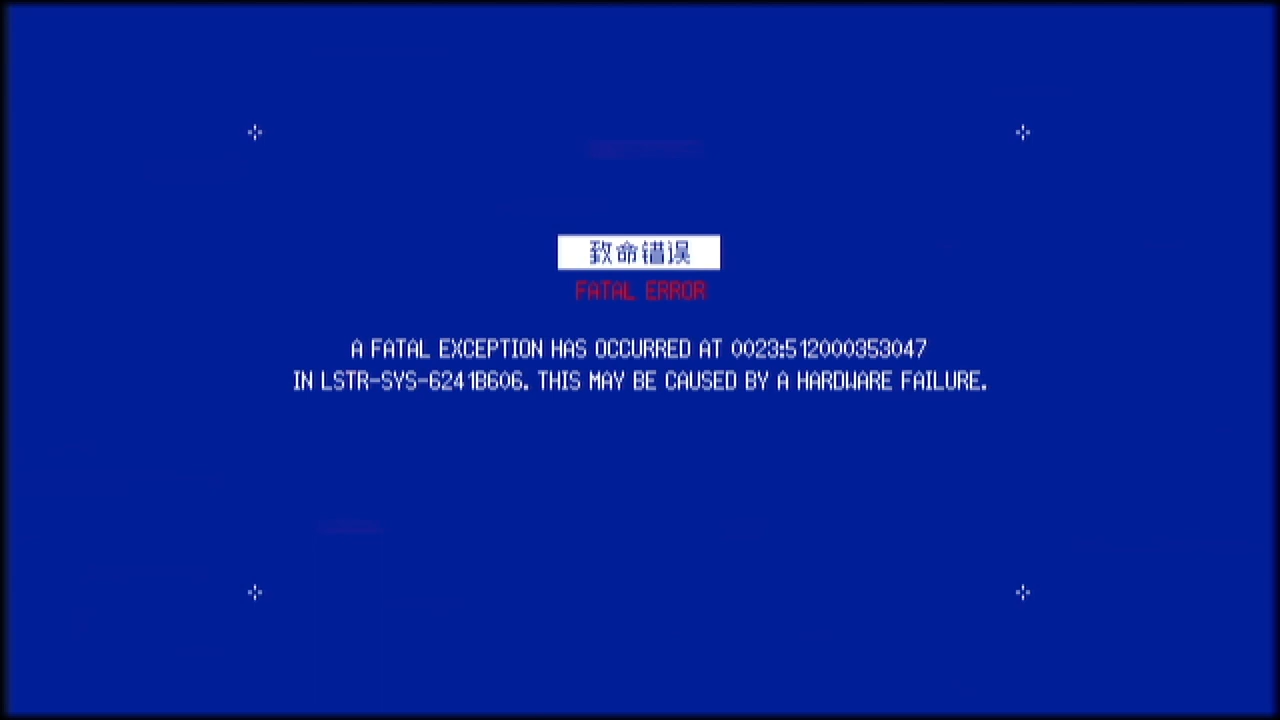 致命错误
FATAL ERROR
A FATAL EXCEPTION HAS OCCURRED AT 0023:512000353047
IN LSTR-SYS-6241B606. THIS MAY BE CAUSED BY A HARDWARE FAILURE.